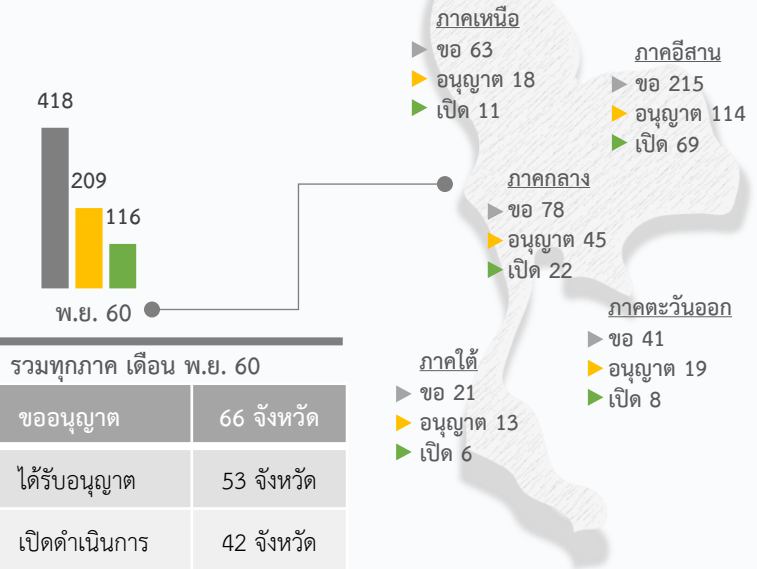 418
209
116
พ.ย. 60
รวมทุกภาค เดือน พ.ย. 60
ขออนุญาต 66 จังหวัด
ได้รับอนุญาต 53 จังหวัด
เปิดดำเนินการ 42 จังหวัด
ภาคเหนือ
ขอ 63
อนุญาต 18
เปิด 11
ภาคอีสาน
ขอ 215
อนุญาต 114
เปิด 69
ภาคกลาง
ขอ 78
อนุญาต 45
เปิด 22
ภาคตะวันออก
ขอ 41
อนุญาต 19
เปิด 8
ภาคใต้
ขอ 21
อนุญาต 13
เปิด 6